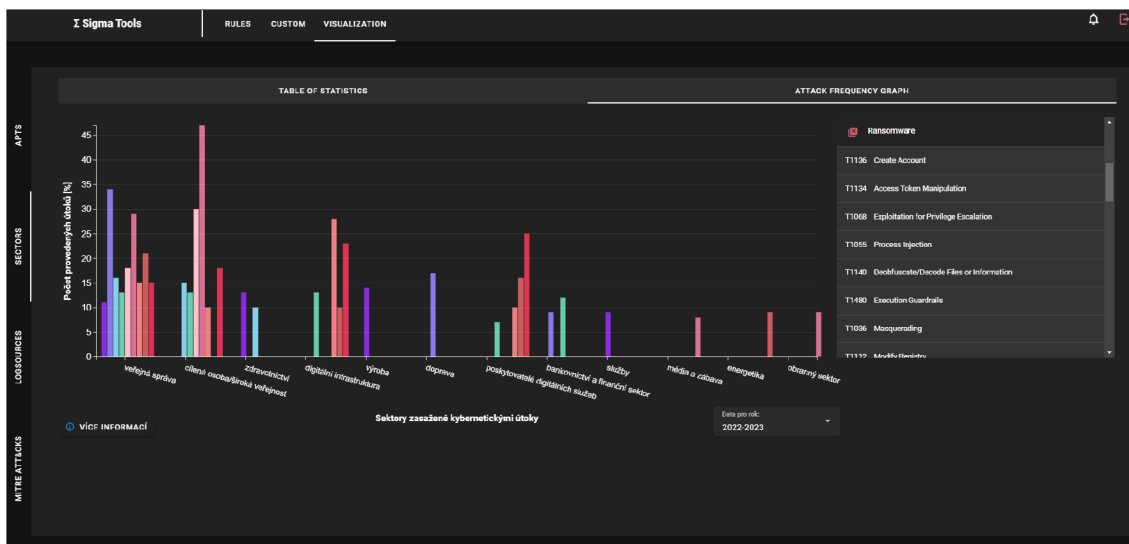 Σ Sigma Tools
RULES CUSTOM VISUALIZATION
APTS
SECTORS
LOGSOURCES
MITRE ATT&CKS
TABLE OF STATISTICS
ATTACK FREQUENCY GRAPH
Počet provedených útoků [%]
45
40
35
30
25
20
15
10
5
0
veřejná správa
cílená osoba/široká veřejnost
zdravotnictví
digitální infrastruktura
výroba
doprava
poskytovatelé digitálních služeb
bankovnictví a finanční sektor
služby
média a zábava
energetika
obranný sektor
Sektory zasažené kybernetickými útoky
VÍCE INFORMACÍ
Data pro rok:
2022-2023
Ransomware
T1136 Create Account
T1134 Access Token Manipulation
T1068 Exploitation for Privilege Escalation
T1055 Process Injection
T1140 Deobfuscate/Decode Files or Information
T1480 Execution Guardrails
T1036 Masquerading
T1112 Modify Registry